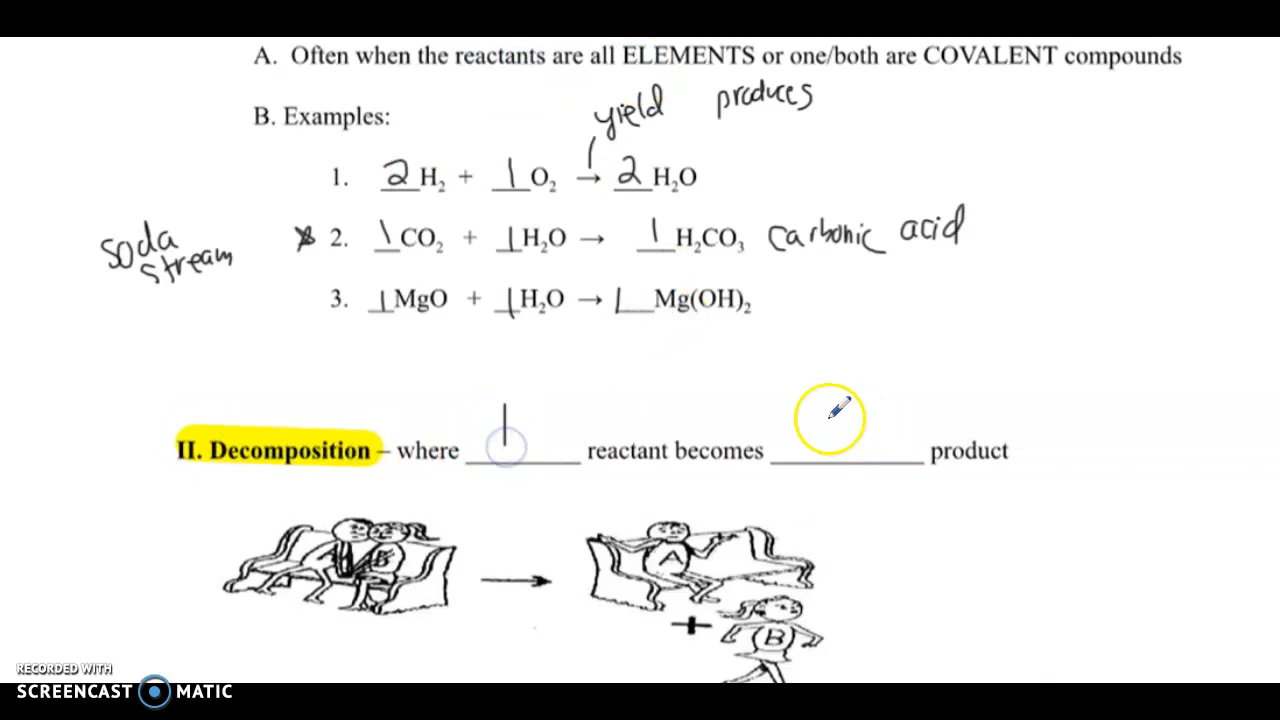 A. Often when the reactants are all ELEMENTS or one/both are COVALENT compounds
yield produces
B. Examples:
1. 2 H₂ + 1 O₂ → 2 H₂O
soda stream
2. 1 CO₂ + 1 H₂O → 1 H₂CO₃ carbonic acid
3. 1 MgO + 1 H₂O → 1 Mg(OH)₂
II. Decomposition – where 1 reactant becomes ____ product
A B
A
+
B
RECORDED WITH
SCREENCAST MATIC